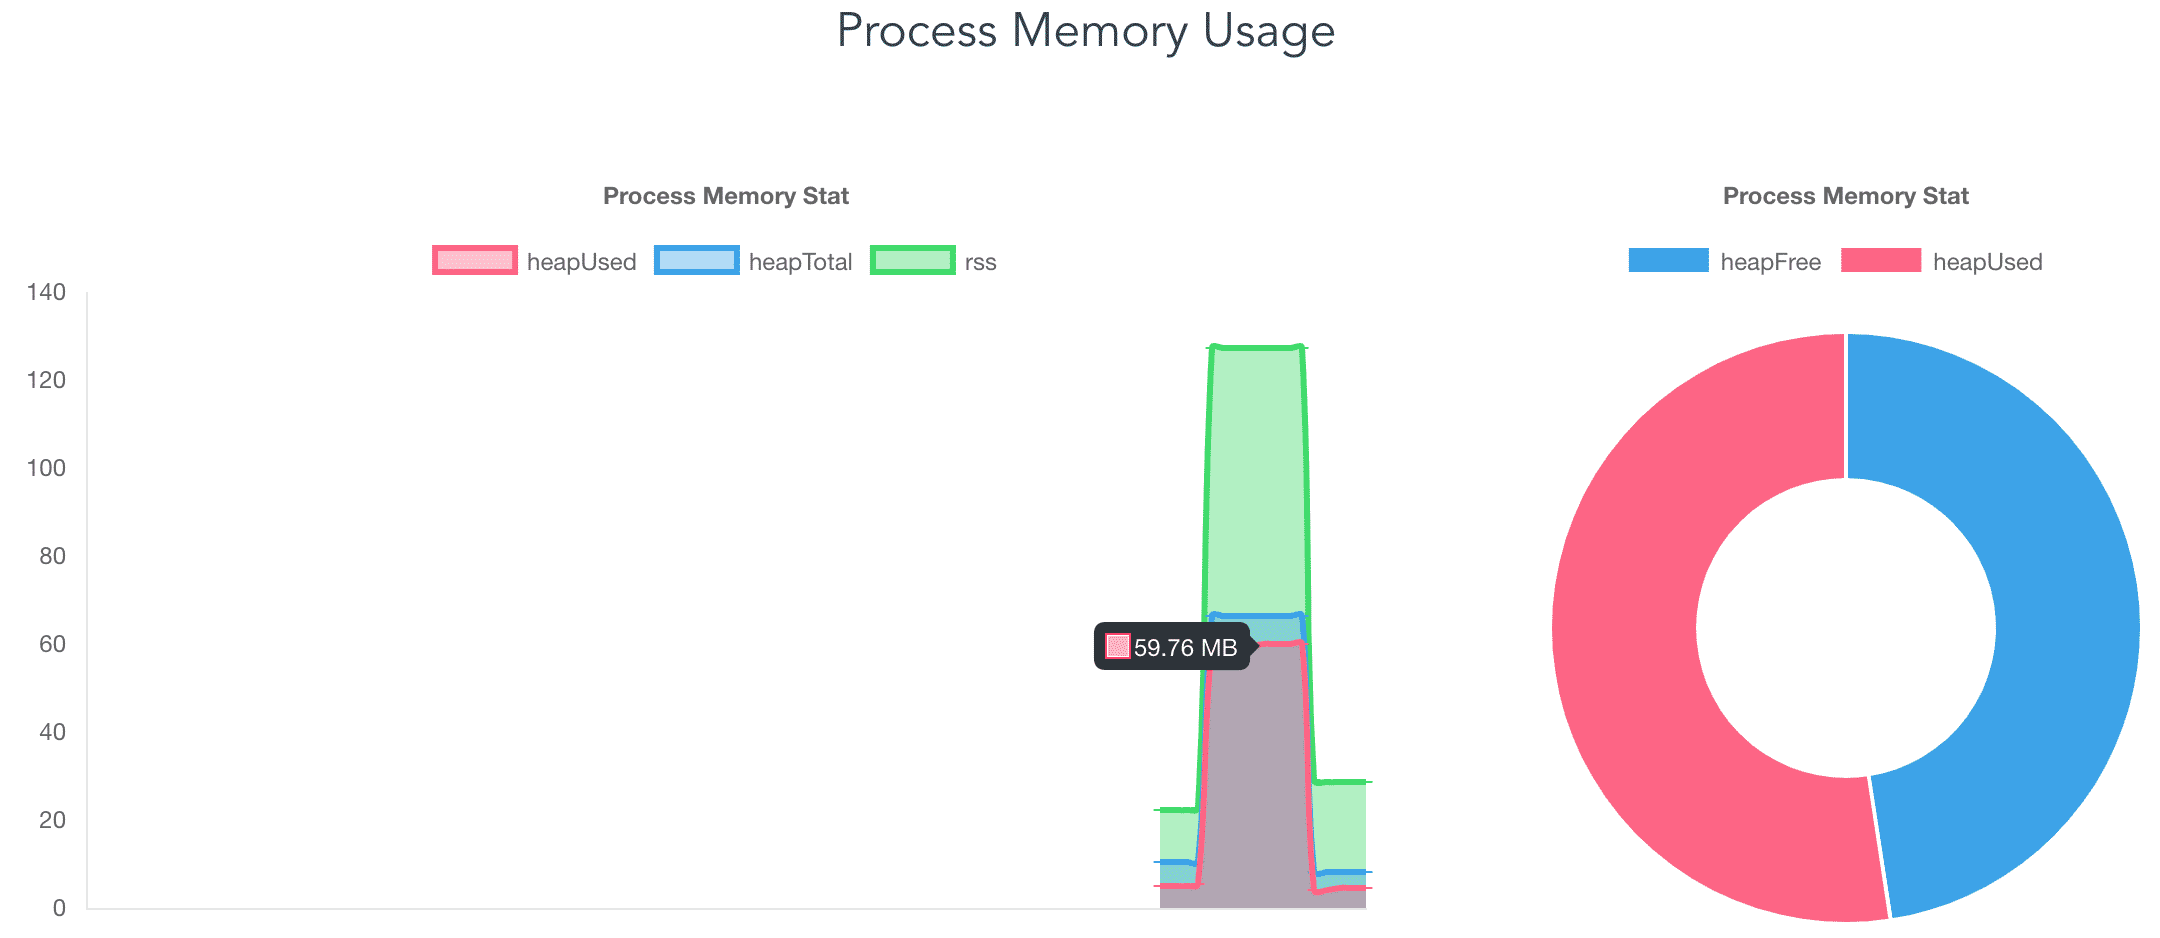 Process Memory Usage
Process Memory Stat
heapUsed heapTotal rss
140
120
100
80
60
40
20
0
59.76 MB
Process Memory Stat
heapFree heapUsed